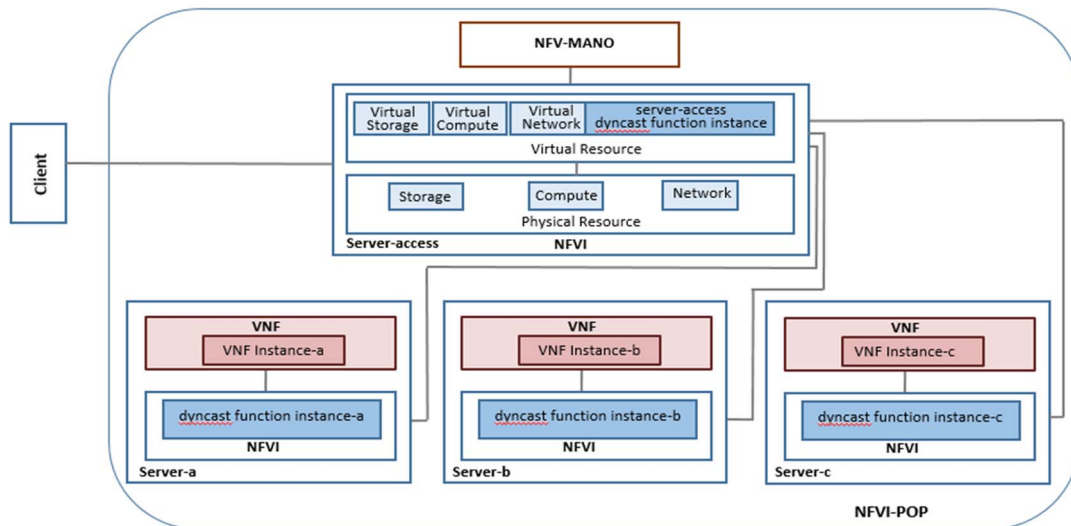 NFV-MANO
Virtual
Storage
Virtual
Compute
Virtual
Network
server-access
dyncast function instance
Virtual Resource
Client
Storage
Compute
Network
Physical Resource
Server-access
NFVI
VNF
VNF Instance-a
dyncast function instance-a
NFVI
Server-a
VNF
VNF Instance-b
dyncast function instance-b
NFVI
Server-b
VNF
VNF Instance-c
dyncast function instance-c
NFVI
Server-c
NFVI-POP